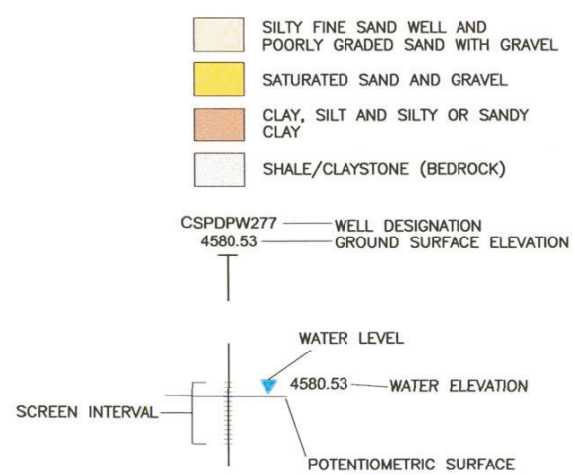 SILTY FINE SAND WELL AND
POORLY GRADED SAND WITH GRAVEL
SATURATED SAND AND GRAVEL
CLAY, SILT AND SILTY OR SANDY
CLAY
SHALE/CLAYSTONE (BEDROCK)
CSPDPW277 WELL DESIGNATION
4580.53 GROUND SURFACE ELEVATION
WATER LEVEL
4580.53 WATER ELEVATION
SCREEN INTERVAL
POTENTIOMETRIC SURFACE